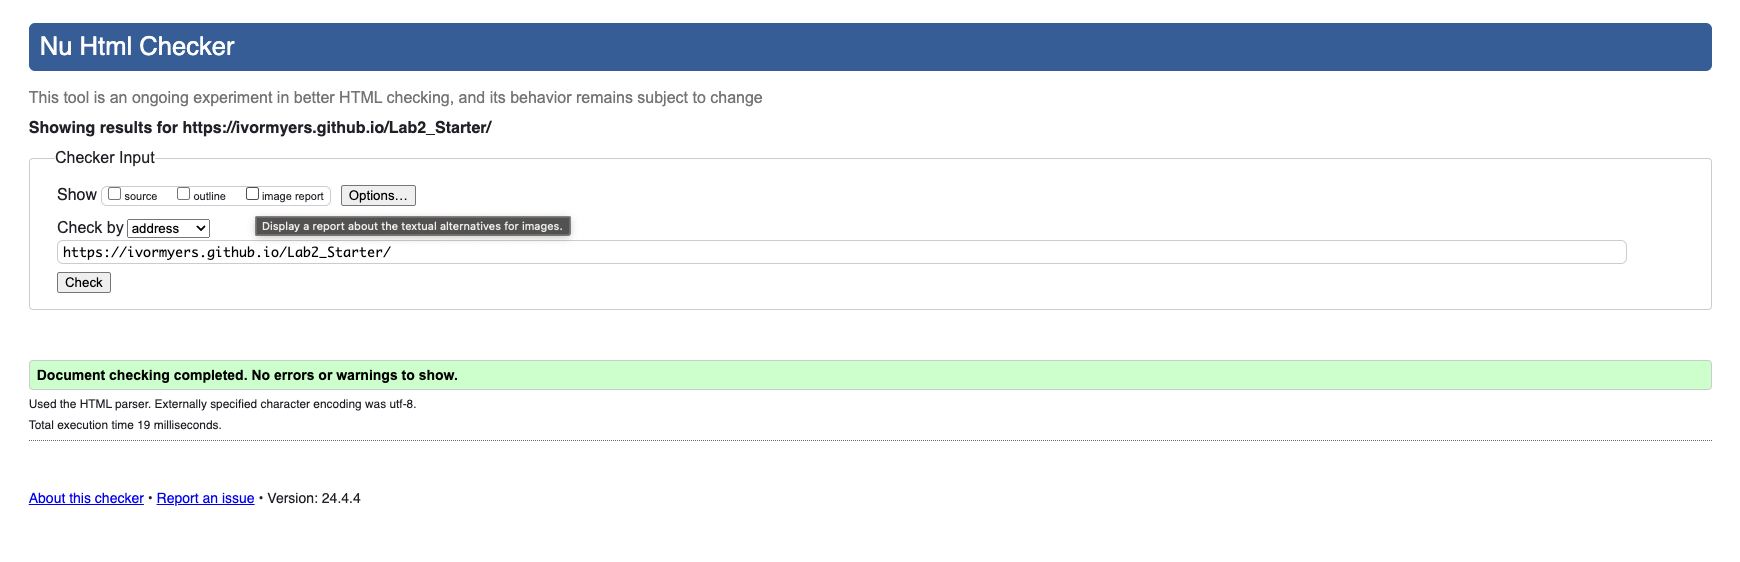 Nu Html Checker
This tool is an ongoing experiment in better HTML checking, and its behavior remains subject to change
Showing results for https://ivormyers.github.io/Lab2_Starter/
Checker Input
Show source outline image report Options...
Check by address
Display a report about the textual alternatives for images.
https://ivormyers.github.io/Lab2_Starter/
Check
Document checking completed. No errors or warnings to show.
Used the HTML parser. Externally specified character encoding was utf-8.
Total execution time 19 milliseconds.
About this checker • Report an issue • Version: 24.4.4